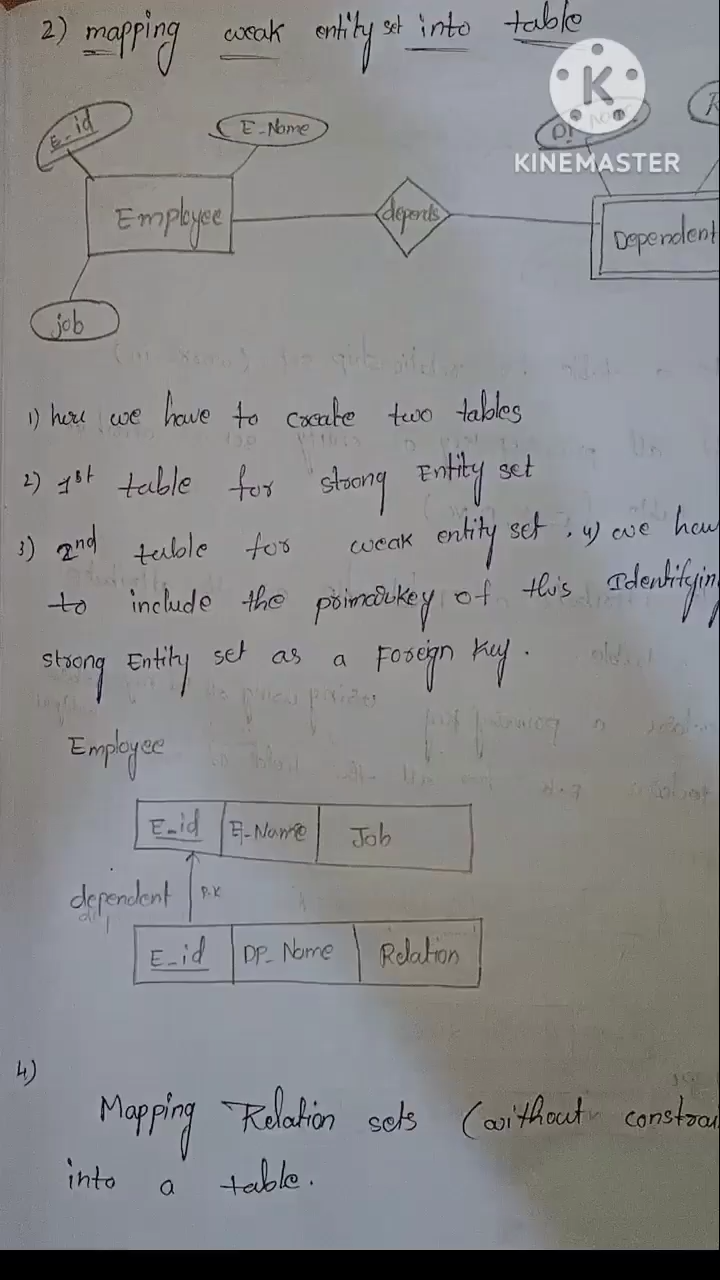 2) mapping weak entity set into table
K
KINEMASTER
E-id
E-Name
Employee
depends
Dependent
job
1) here we have to create two tables
2) 1st table for strong Entity set
3) 2nd table for weak entity set. 4) we hav
to include the primarykey of this Identifying
strong Entity set as a Foreign Key.
Employee
E-id E-Name Job
dependent P.K
E-id DP-Name Relation
4)
Mapping Relation sets (without constrai
into a table.